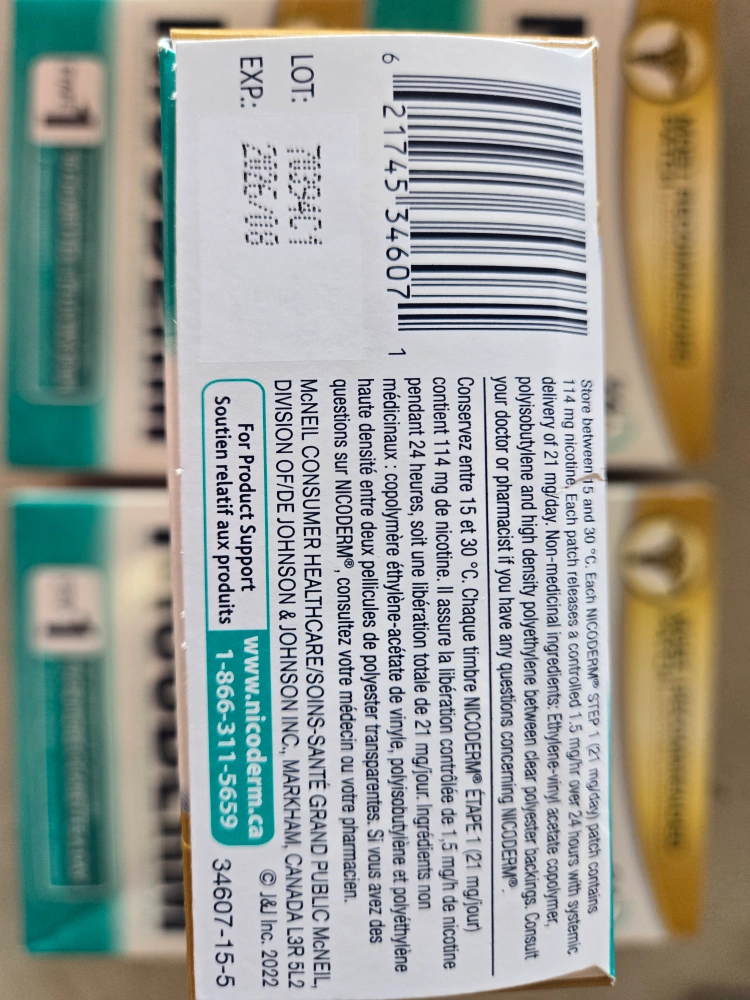 6 21745 34607 1
LOT:
EXP.:
Store between 15 and 30 °C. Each NICODERM® STEP 1 (21 mg/day) patch contains
114 mg nicotine. Each patch releases a controlled 1.5 mg/hr over 24 hours with systemic
delivery of 21 mg/day. Non-medicinal ingredients: Ethylene-vinyl acetate copolymer,
polyisobutylene and high density polyethylene between clear polyester backings. Consult
your doctor or pharmacist if you have any questions concerning NICODERM®.
Conservez entre 15 et 30 °C. Chaque timbre NICODERM® ÉTAPE 1 (21 mg/jour)
contient 114 mg de nicotine. Il assure la libération contrôlée de 1,5 mg/h de nicotine
pendant 24 heures, soit une libération totale de 21 mg/jour. Ingrédients non
médicinaux : copolymère éthylène-acétate de vinyle, polyisobutylène et polyéthylène
haute densité entre deux pellicules de polyester transparentes. Si vous avez des
questions sur NICODERM®, consultez votre médecin ou votre pharmacien.
McNEIL CONSUMER HEALTHCARE/SOINS-SANTÉ GRAND PUBLIC McNEIL,
DIVISION OF/DE JOHNSON & JOHNSON INC., MARKHAM, CANADA L3R 5L2
© J&J Inc. 2022
For Product Support
Soutien relatif aux produits
www.nicoderm.ca
1-866-311-5659
34607-15-5